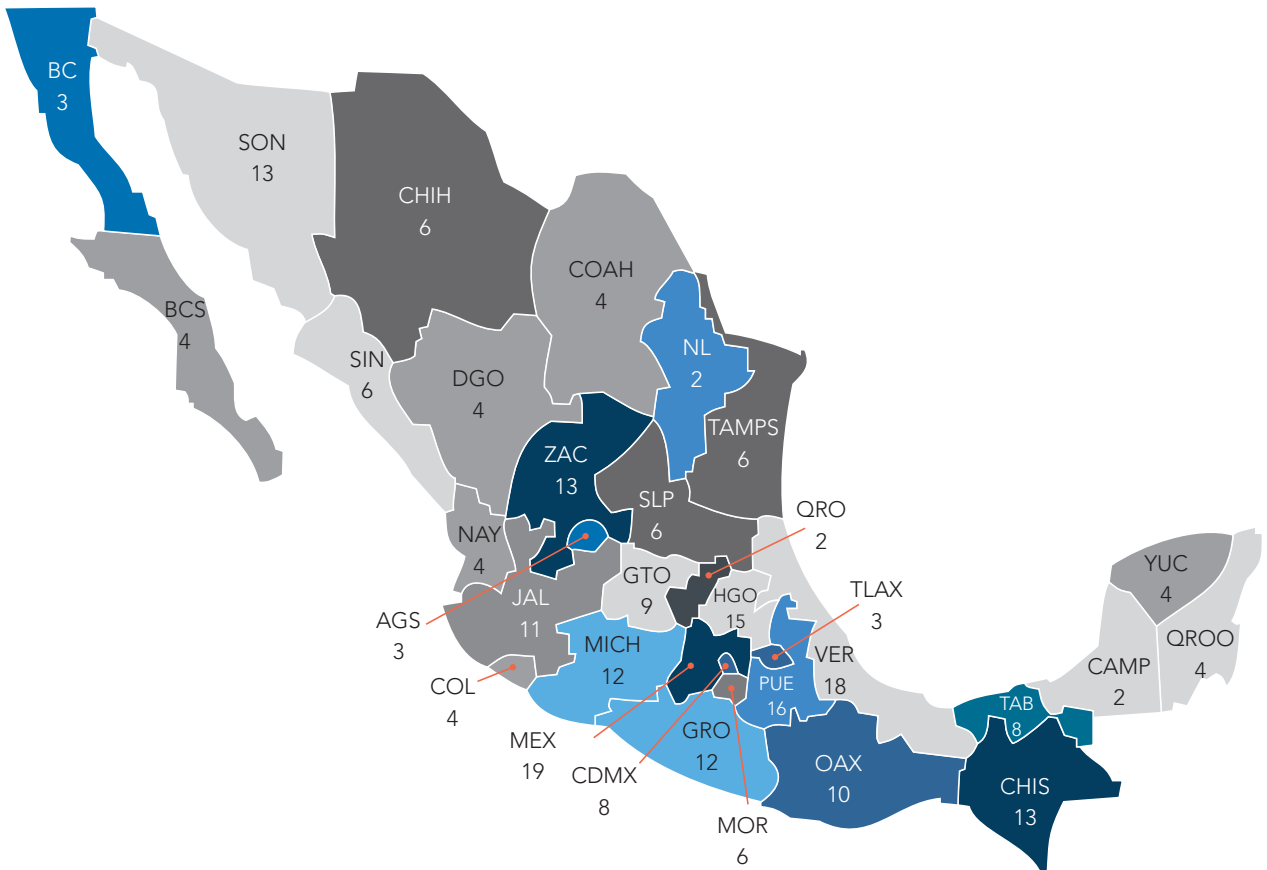 BC
3
SON
13
CHIH
6
COAH
4
BCS
4
NL
2
SIN
6
DGO
4
TAMPS
6
ZAC
13
SLP
6
QRO
2
NAY
4
GTO
9
HGO
15
TLAX
3
YUC
4
JAL
11
AGS
3
MICH
12
VER
18
QROO
4
CAMP
2
COL
4
PUE
16
TAB
8
MEX
19
GRO
12
CDMX
8
OAX
10
CHIS
13
MOR
6